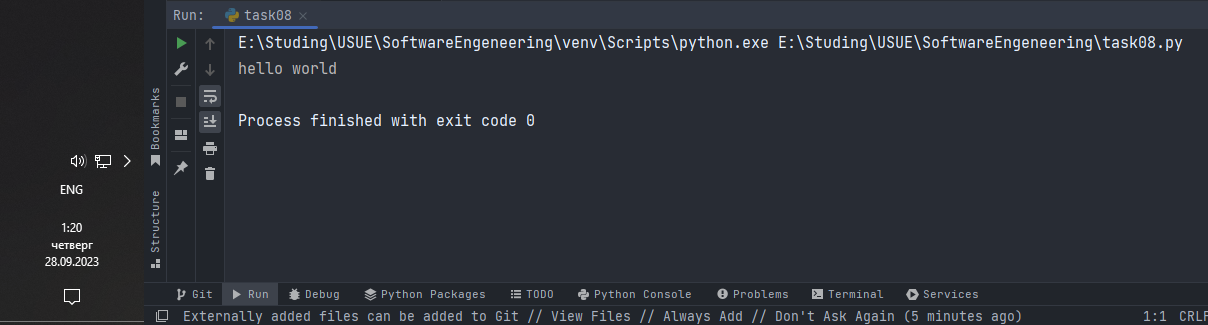 Run: task08
E:\Studing\USUE\SoftwareEngeneering\venv\Scripts\python.exe E:\Studing\USUE\SoftwareEngeneering\task08.py
hello world
Process finished with exit code 0
Bookmarks
Structure
ENG
1:20
четверг
28.09.2023
Git Run Debug Python Packages TODO Python Console Problems Terminal Services
Externally added files can be added to Git // View Files // Always Add // Don't Ask Again (5 minutes ago) 1:1 CRLF